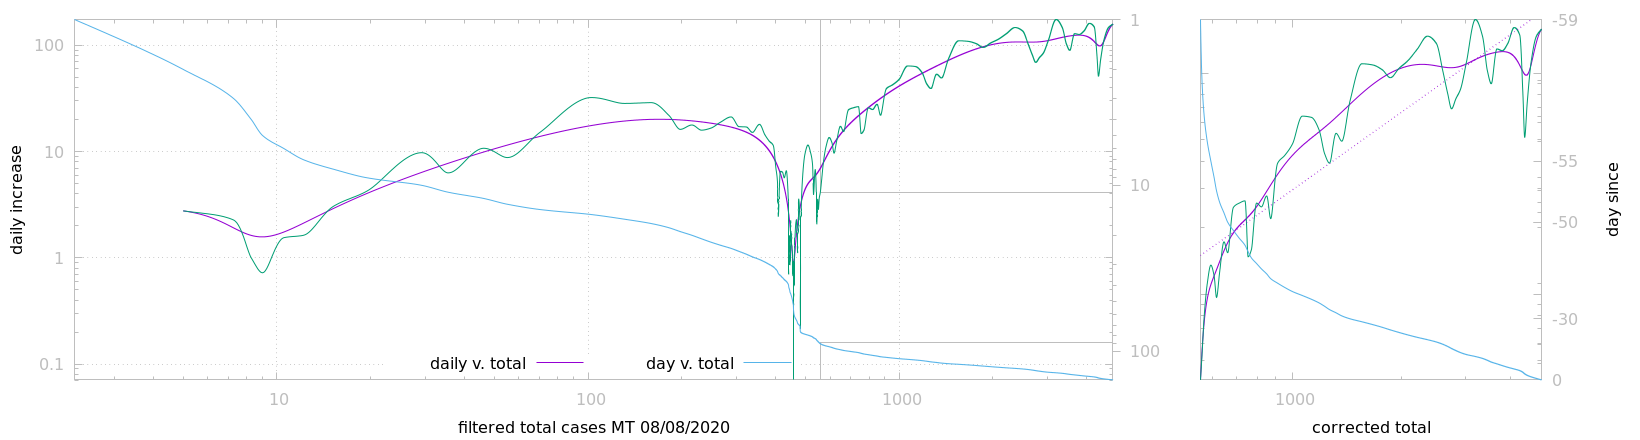 100
10
1
0.1
daily increase
10
100
1000
filtered total cases MT 08/08/2020
daily v. total
day v. total
1
10
100
1000
corrected total
-59
-55
-50
-30
0
day since